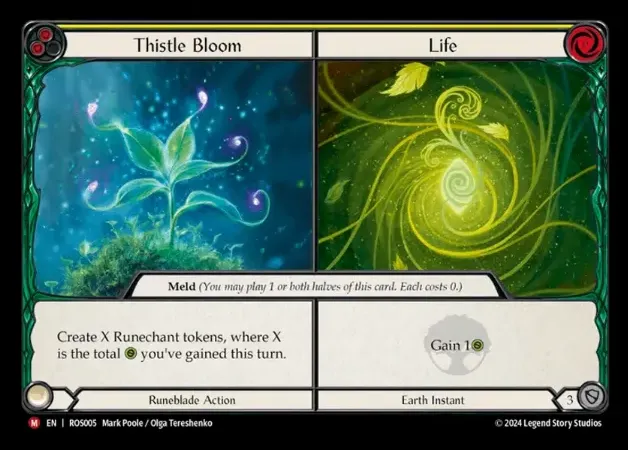 Thistle Bloom
Life
Meld (You may play 1 or both halves of this card. Each costs 0.)
Create X Runechant tokens, where X
is the total you've gained this turn.
Gain 1
Runeblade Action
Earth Instant
3
M EN | ROS005 Mark Poole / Olga Tereshenko
© 2024 Legend Story Studios